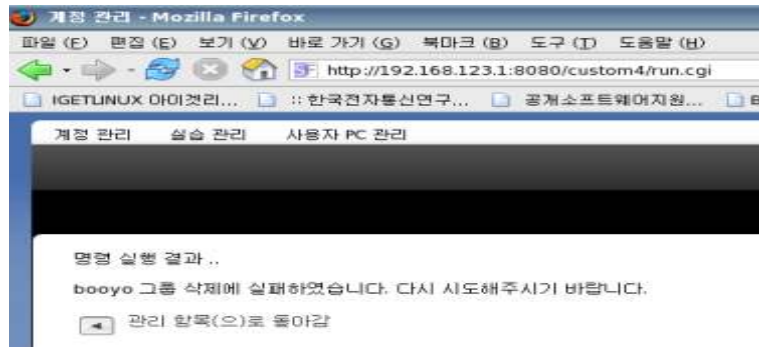 계정 관리 - Mozilla Firefox
파일 (F) 편집 (E) 보기 (V) 바로 가기 (G) 북마크 (B) 도구 (T) 도움말 (H)
http://192.168.123.1:8080/custom4/run.cgi
IGETLINUX 아이겟리... :: 한국전자통신연구... 공개소프트웨어지원...
계정 관리 실습 관리 사용자 PC 관리
명령 실행 결과 ..
booyo 그룹 삭제에 실패하였습니다. 다시 시도해주시기 바랍니다.
관리 항목(으)로 돌아감